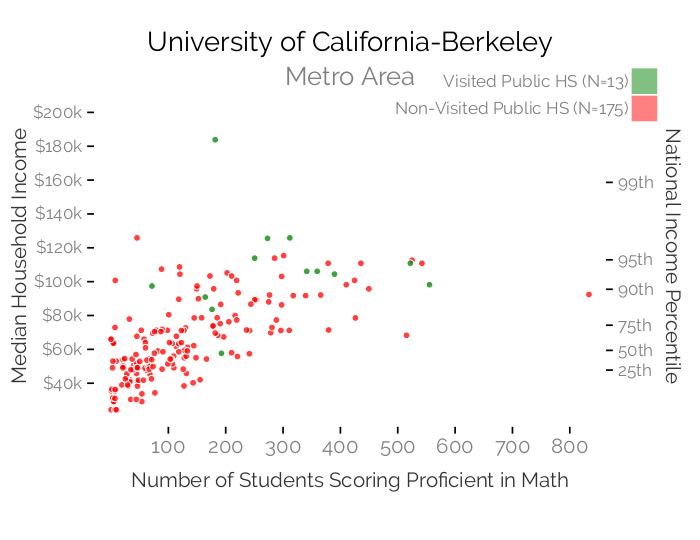 University of California-Berkeley
Metro Area
Visited Public HS (N=13)
Non-Visited Public HS (N=175)
Median Household Income
$200k
$180k
$160k
$140k
$120k
$100k
$80k
$60k
$40k
National Income Percentile
99th
95th
90th
75th
50th
25th
100 200 300 400 500 600 700 800
Number of Students Scoring Proficient in Math